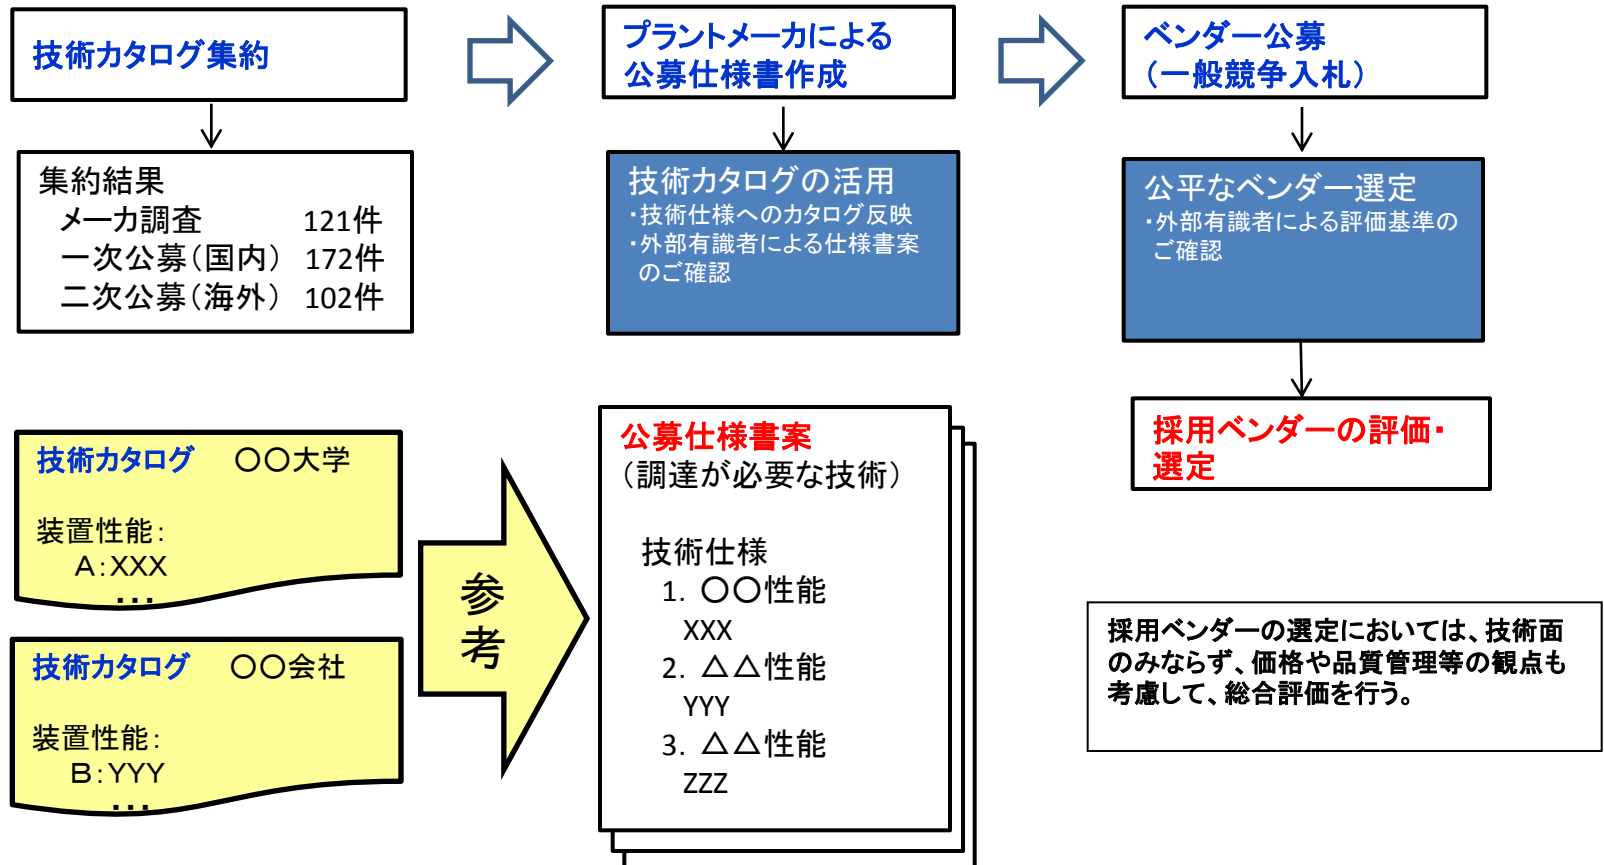 技術カタログ集約
プラントメーカによる
公募仕様書作成
ベンダー公募
（一般競争入札）
集約結果
メーカ調査 121件
一次公募（国内） 172件
二次公募（海外） 102件
技術カタログの活用
・技術仕様へのカタログ反映
・外部有識者による仕様書案
のご確認
公平なベンダー選定
・外部有識者による評価基準の
ご確認
採用ベンダーの評価・
選定
技術カタログ 〇〇大学
装置性能：
A：XXX
…
技術カタログ 〇〇会社
装置性能：
B：YYY
…
参
考
公募仕様書案
（調達が必要な技術）
技術仕様
1. 〇〇性能
XXX
2. △△性能
YYY
3. △△性能
ZZZ
採用ベンダーの選定においては、技術面
のみならず、価格や品質管理等の観点も
考慮して、総合評価を行う。